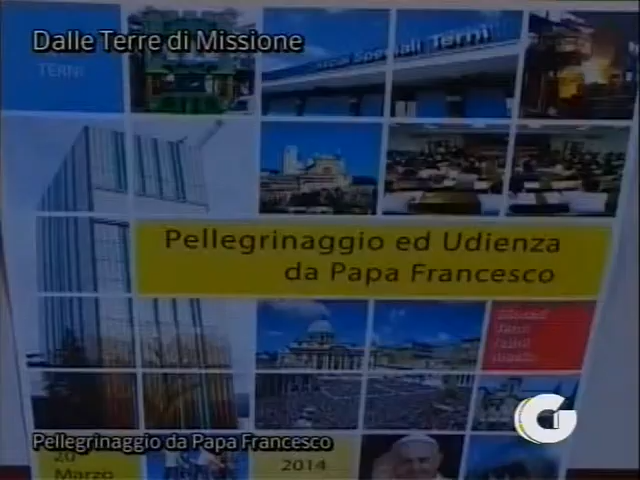 Dalle Terre di Missione
TERNI
Speciali Terni
Pellegrinaggio ed Udienza
da Papa Francesco
Pellegrinaggio da Papa Francesco
20
Marzo
2014
G